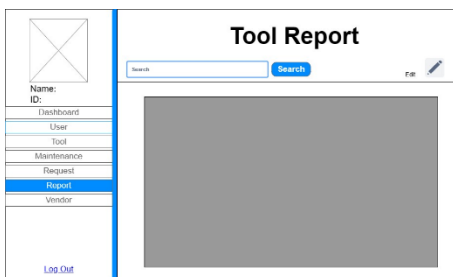 Tool Report
Search
Search
Edit
Name:
ID:
Dashboard
User
Tool
Maintenance
Request
Report
Vendor
Log Out